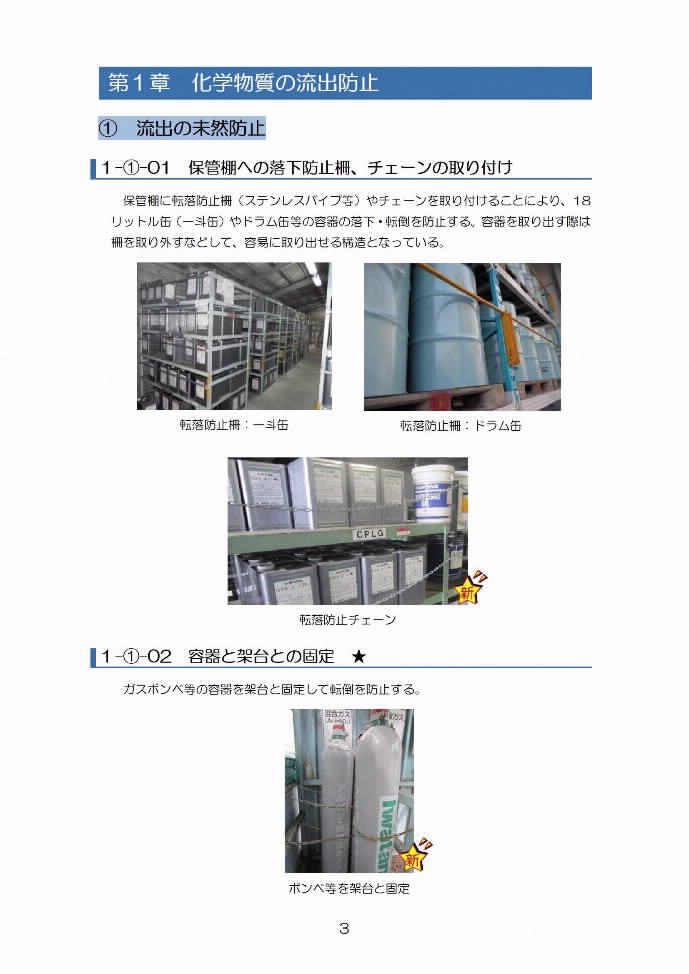 第1章　化学物質の流出防止
①　流出の未然防止
1-①-01　保管棚への落下防止柵、チェーンの取り付け
保管棚に転落防止柵（ステンレスパイプ等）やチェーンを取り付けることにより、18
リットル缶（一斗缶）やドラム缶等の容器の落下・転倒を防止する。容器を取り出す際は
柵を取り外すなどして、容易に取り出せる構造となっている。
転落防止柵：一斗缶
転落防止柵：ドラム缶
CPLG
新
転落防止チェーン
1-①-02　容器と架台との固定　★
ガスボンベ等の容器を架台と固定して転倒を防止する。
混合ガス
Iwatan
新
ボンベ等を架台と固定
3